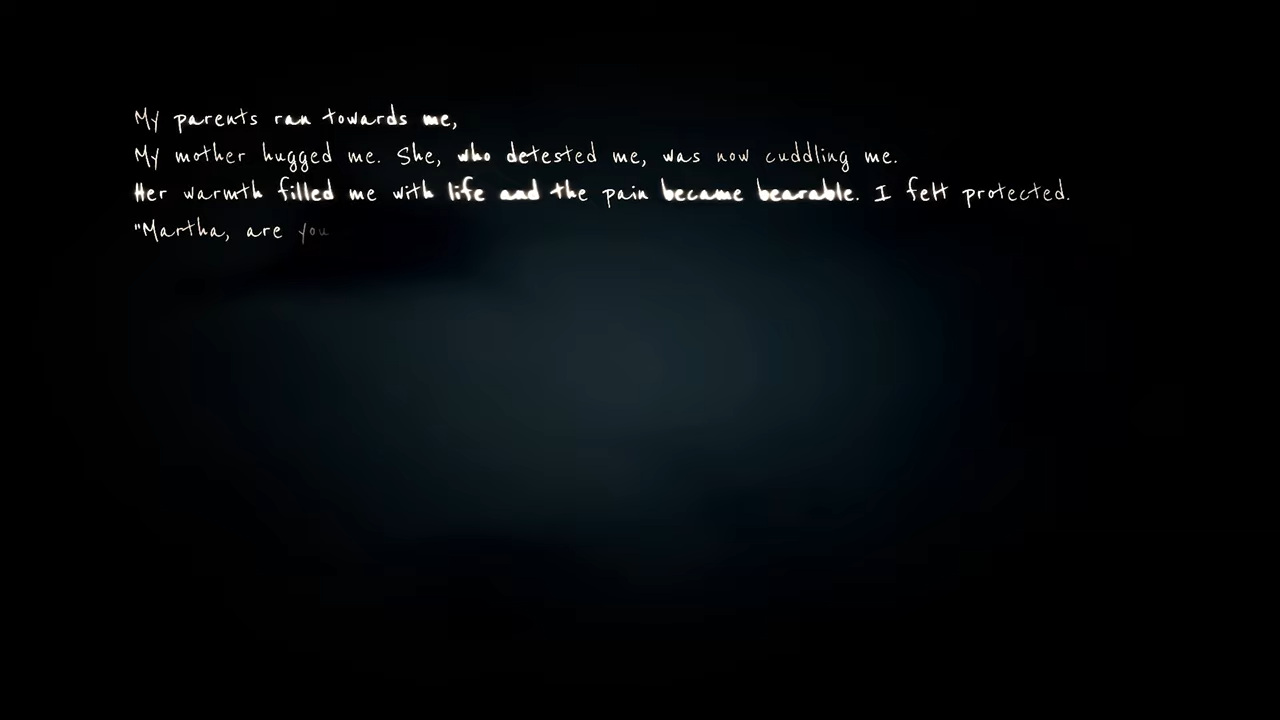 My parents ran towards me,
My mother hugged me. She, who detested me, was now cuddling me.
Her warmth filled me with life and the pain became bearable. I felt protected.
"Martha, are you